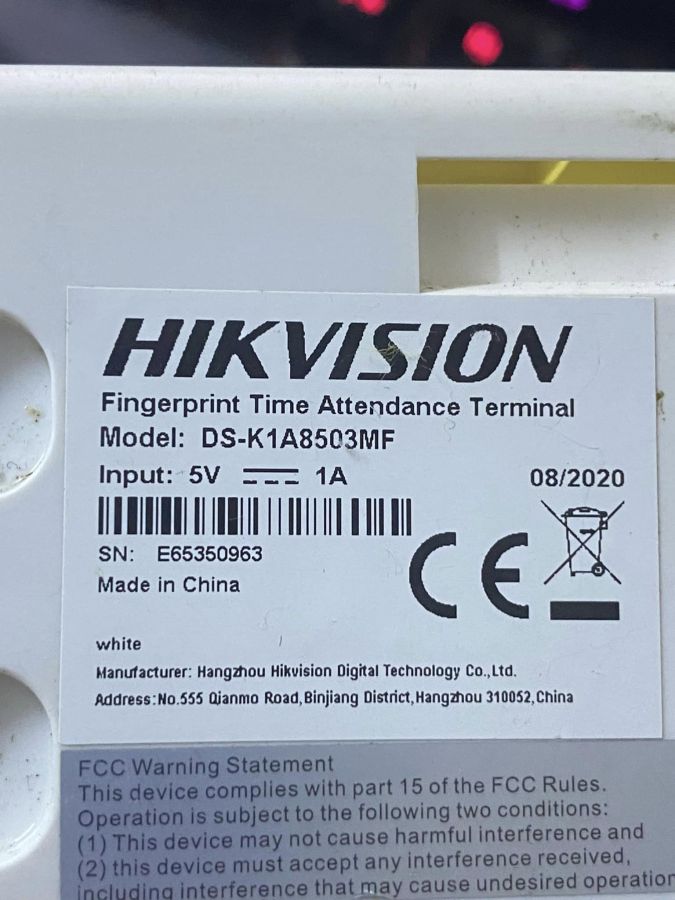 HIKVISION
Fingerprint Time Attendance Terminal
Model: DS-K1A8503MF
Input: 5V 1A
08/2020
SN: E65350963
Made in China
CE
white
Manufacturer: Hangzhou Hikvision Digital Technology Co.,Ltd.
Address:No.555 Qianmo Road,Binjiang District,Hangzhou 310052,China
FCC Warning Statement
This device complies with part 15 of the FCC Rules.
Operation is subject to the following two conditions:
(1) This device may not cause harmful interference and
(2) this device must accept any interference received,
including interference that may cause undesired operation